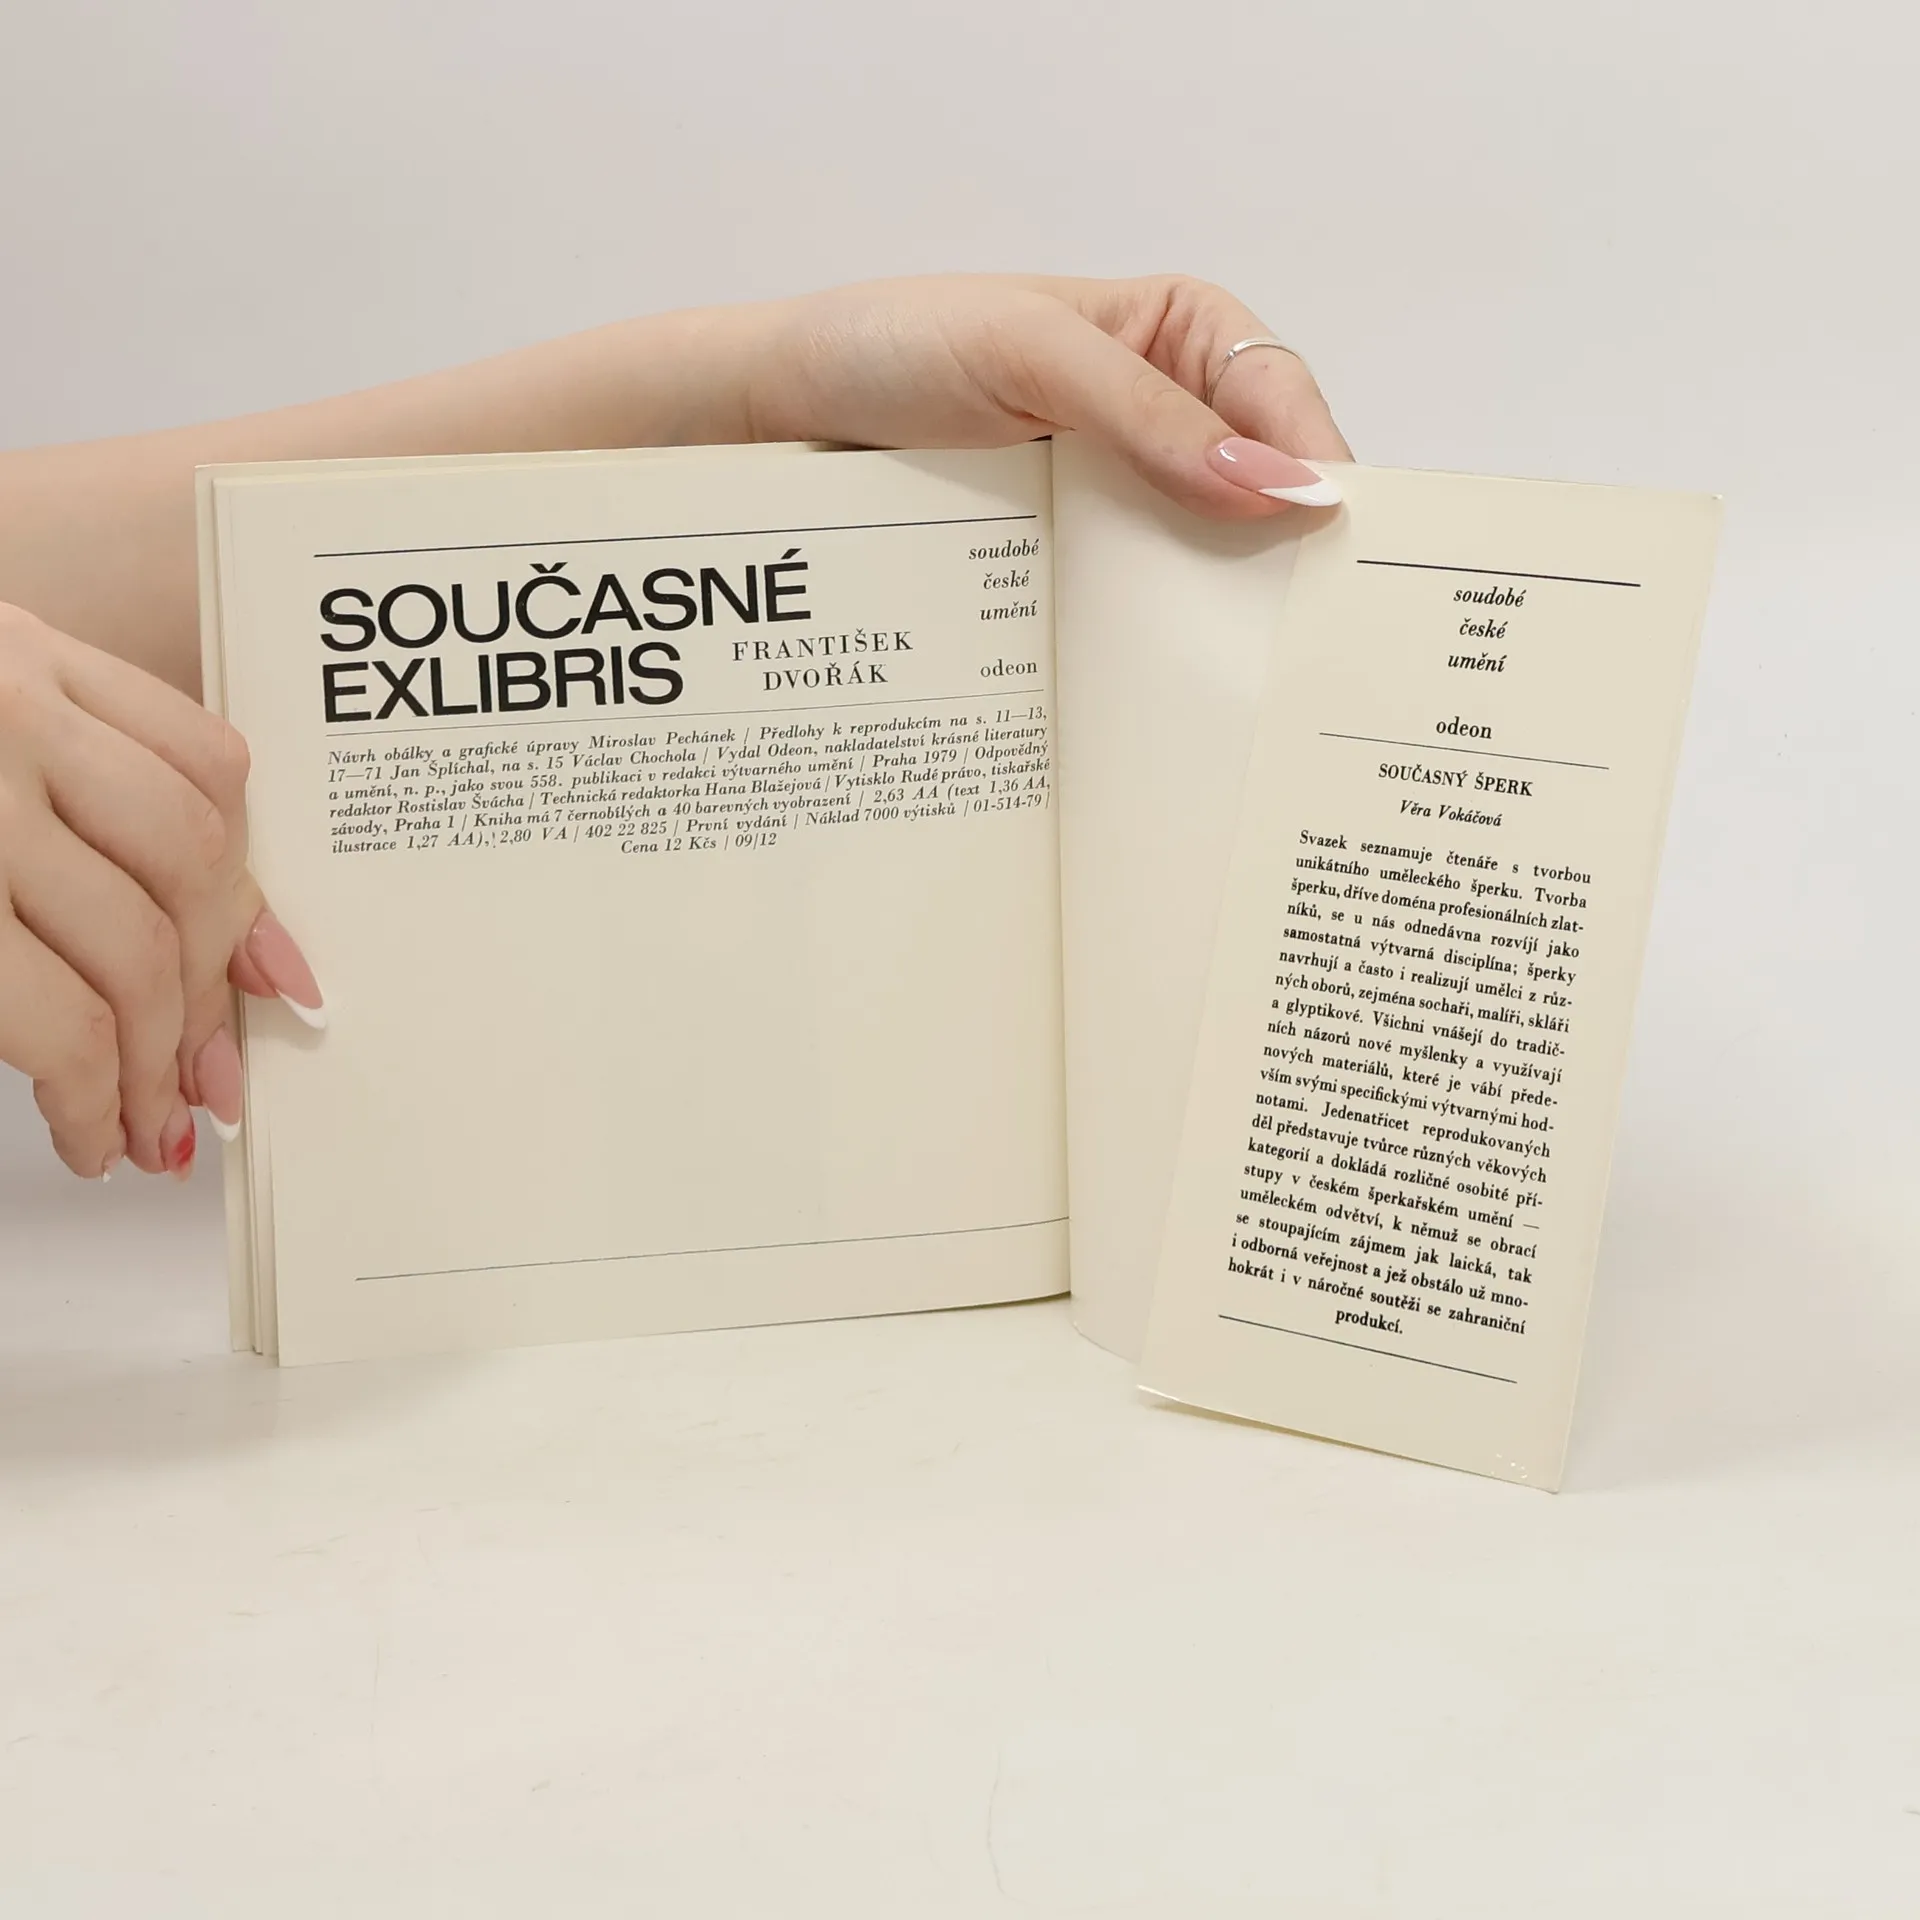 SOUČASNÉ
EXLIBRIS
FRANTIŠEK
DVOŘÁK
soudobé
české
umění
odeon
Návrh obálky a grafické úpravy Miroslav Pechánek / Předlohy k reprodukcím na s. 11—13,
17—71 Jan Šplíchal, na s. 15 Václav Chochola / Vydal Odeon, nakladatelství krásné literatury
a umění, n. p., jako svou 558. publikaci v redakci výtvarného umění / Praha 1979 / Odpovědný
redaktor Rostislav Švácha / Technická redaktorka Hana Blažejová / Vytisklo Rudé právo, tiskařské
závody, Praha 1 / Kniha má 7 černobílých a 40 barevných vyobrazení / 2,63 AA (text 1,36 AA,
ilustrace 1,27 AA), 2,80 VA / 402 22 825 / První vydání / Náklad 7000 výtisků / 01-514-79 /
Cena 12 Kčs / 09/12
soudobé
české
umění
odeon
SOUČASNÝ ŠPERK
Věra Vokáčová
Svazek seznamuje čtenáře s tvorbou
unikátního uměleckého šperku. Tvorba
šperku, dříve doména profesionálních zlat-
níků, se u nás odnedávna rozvíjí jako
samostatná výtvarná disciplína; šperky
navrhují a často i realizují umělci z růz-
ných oborů, zejména sochaři, malíři, skláři
a glyptikové. Všichni vnášejí do tradič-
ních názorů nové myšlenky a využívají
nových materiálů, které je vábí přede-
vším svými specifickými výtvarnými hod-
notami. Jedenatřicet reprodukovaných
děl představuje tvůrce různých věkových
kategorií a dokládá rozličné osobité pří-
stupy v českém šperkařském umění —
uměleckém odvětví, k němuž se obrací
se stoupajícím zájmem jak laická, tak
i odborná veřejnost a jež obstálo už mno-
hokrát i v náročné soutěži se zahraniční
produkcí.